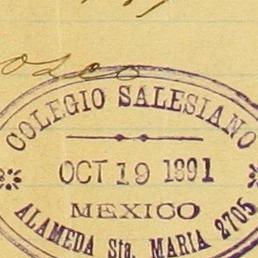 COLEGIO SALESIANO
OCT 19 1891
MEXICO
ALAMEDA Sta. MARIA 2705